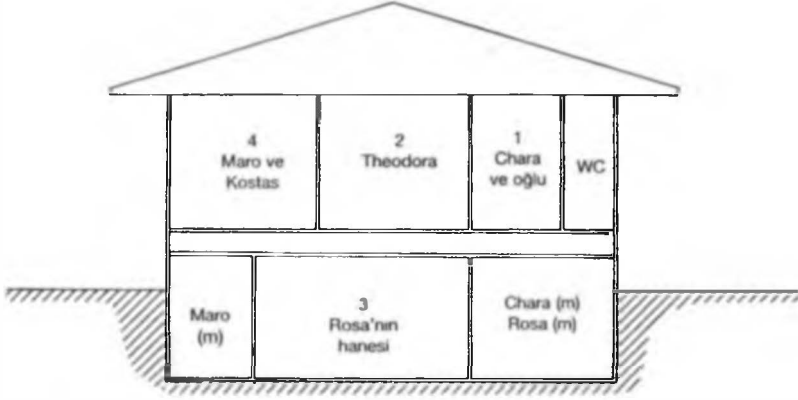 4
Maro ve
Kostas
2
Theodora
1
Chara
ve oğlu
WC
Maro
(m)
3
Rosa'nın
hanesi
Chara (m)
Rosa (m)